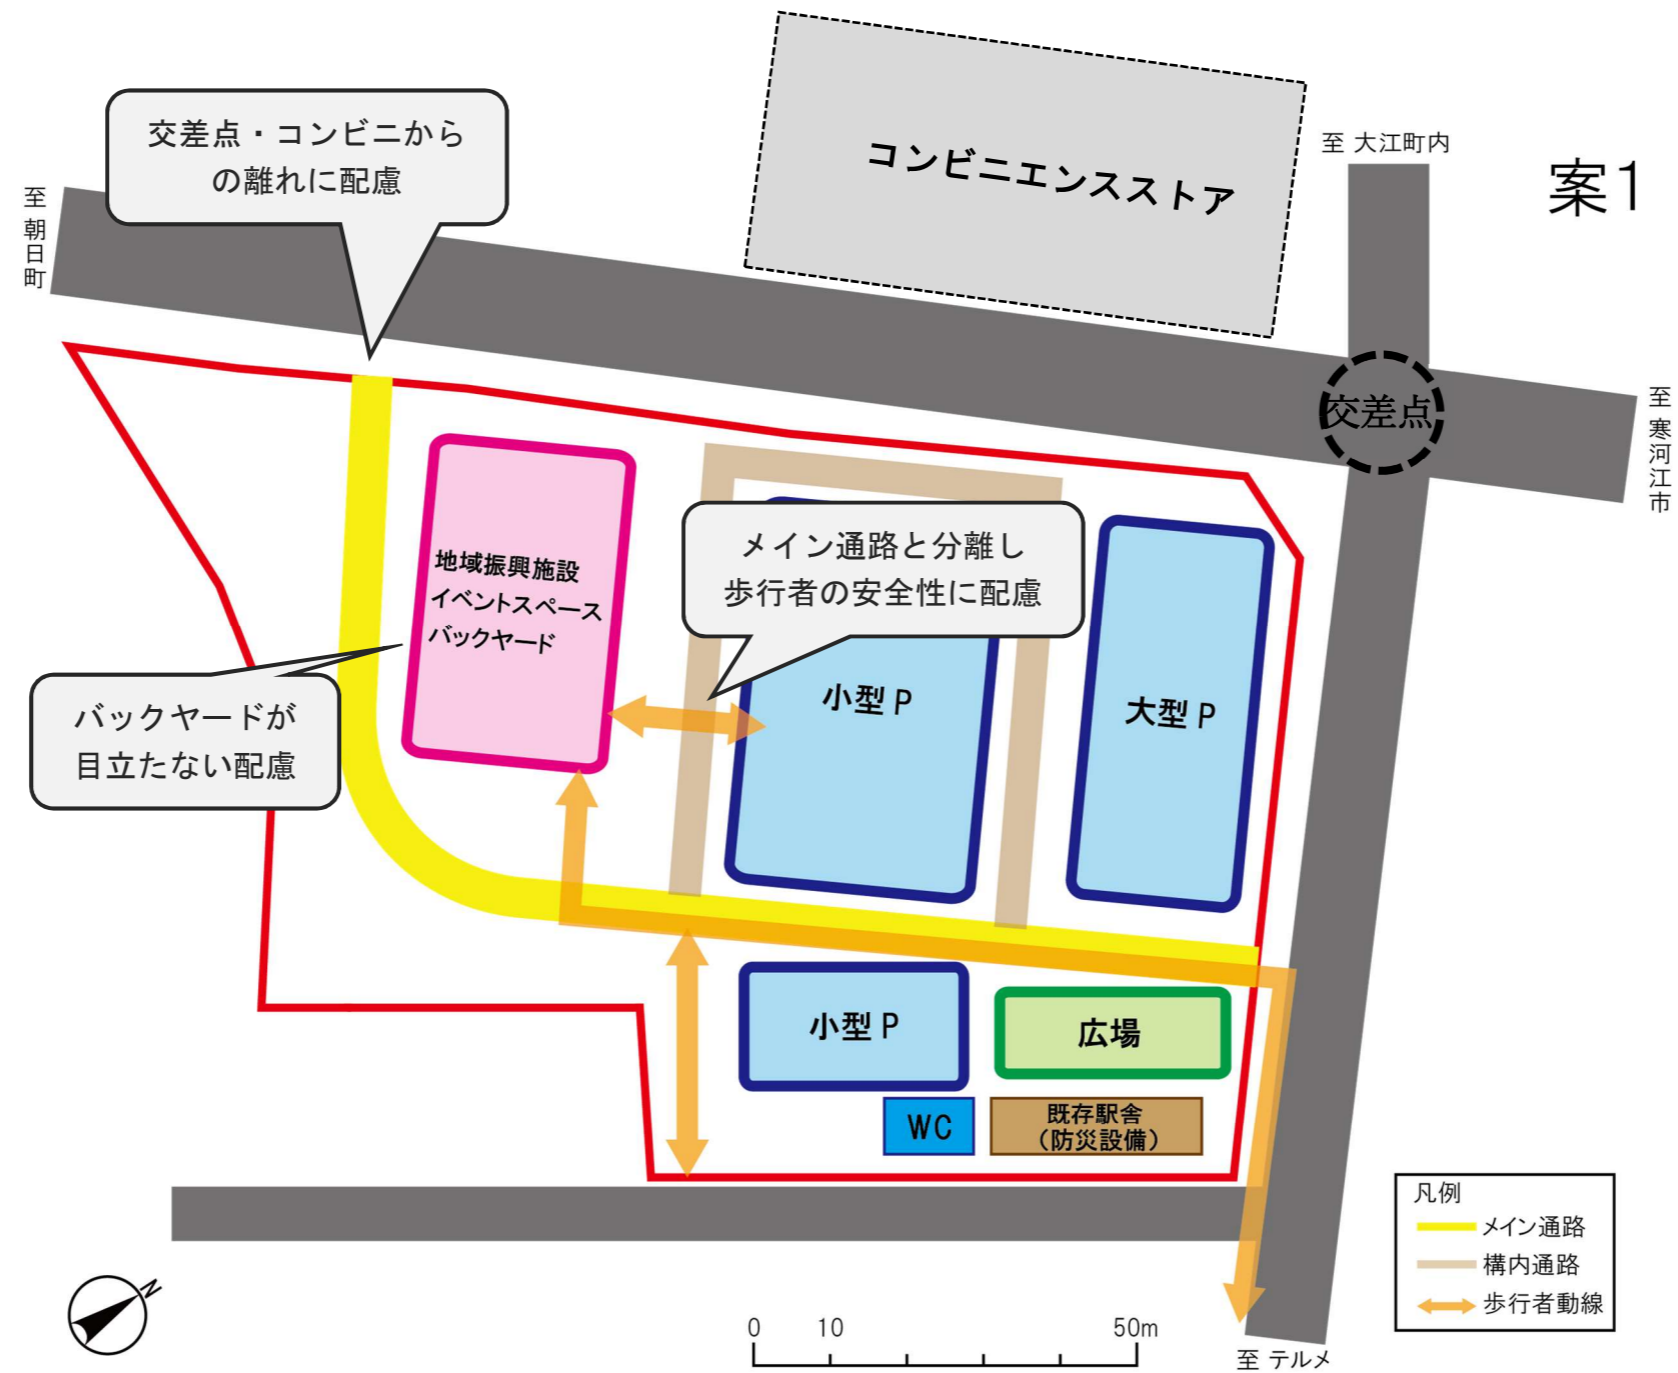 案1
交差点・コンビニから
の離れに配慮
コンビニエンスストア
至 大江町内
至 朝日町
交差点
至 寒河江市
地域振興施設
イベントスペース
バックヤード
メイン通路と分離し
歩行者の安全性に配慮
小型 P
大型 P
バックヤードが
目立たない配慮
小型 P
広場
WC
既存駅舎
（防災設備）
凡例
メイン通路
構内通路
歩行者動線
N
0 10 50m
至 テルメ